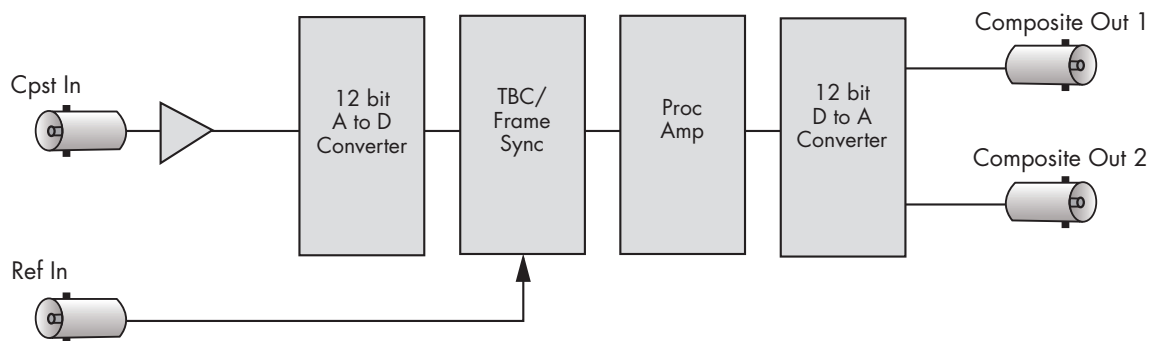 Composite Out 1
Cpst In
12 bit
A to D
Converter
TBC/
Frame
Sync
Proc
Amp
12 bit
D to A
Converter
Composite Out 2
Ref In